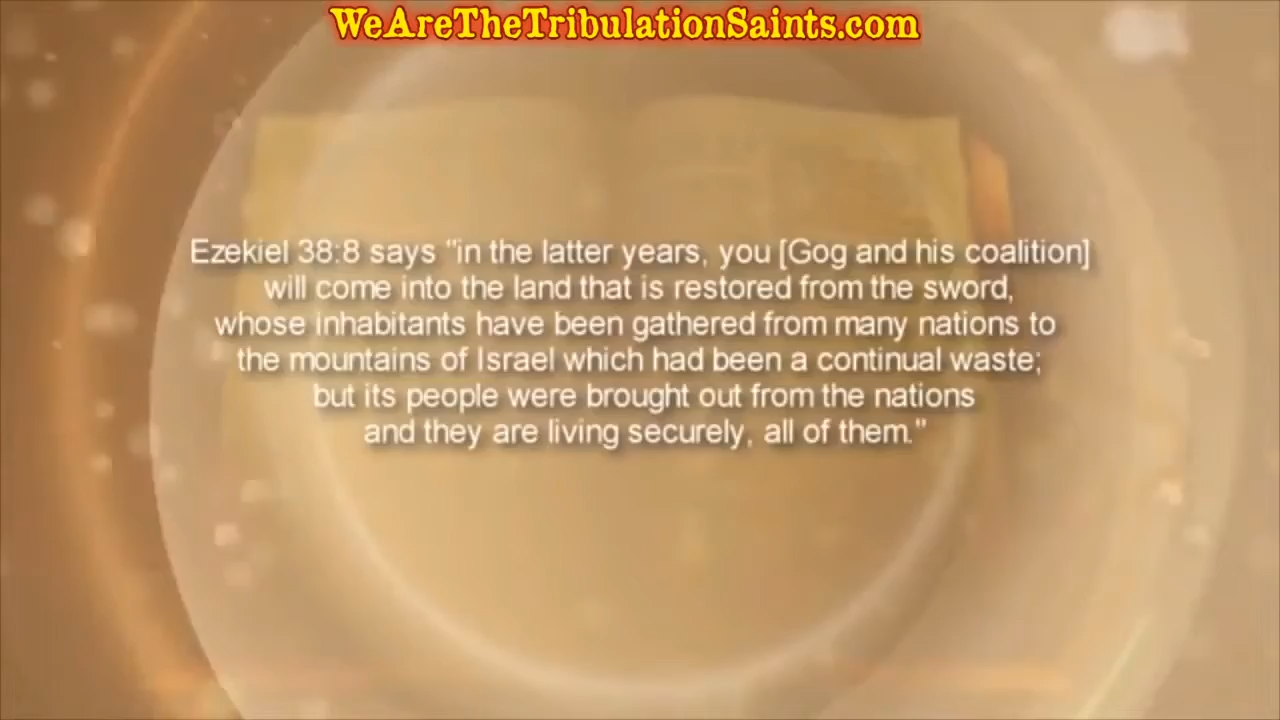 WeAreTheTribulationSaints.com
Ezekiel 38:8 says "in the latter years, you [Gog and his coalition]
will come into the land that is restored from the sword,
whose inhabitants have been gathered from many nations to
the mountains of Israel which had been a continual waste;
but its people were brought out from the nations
and they are living securely, all of them."